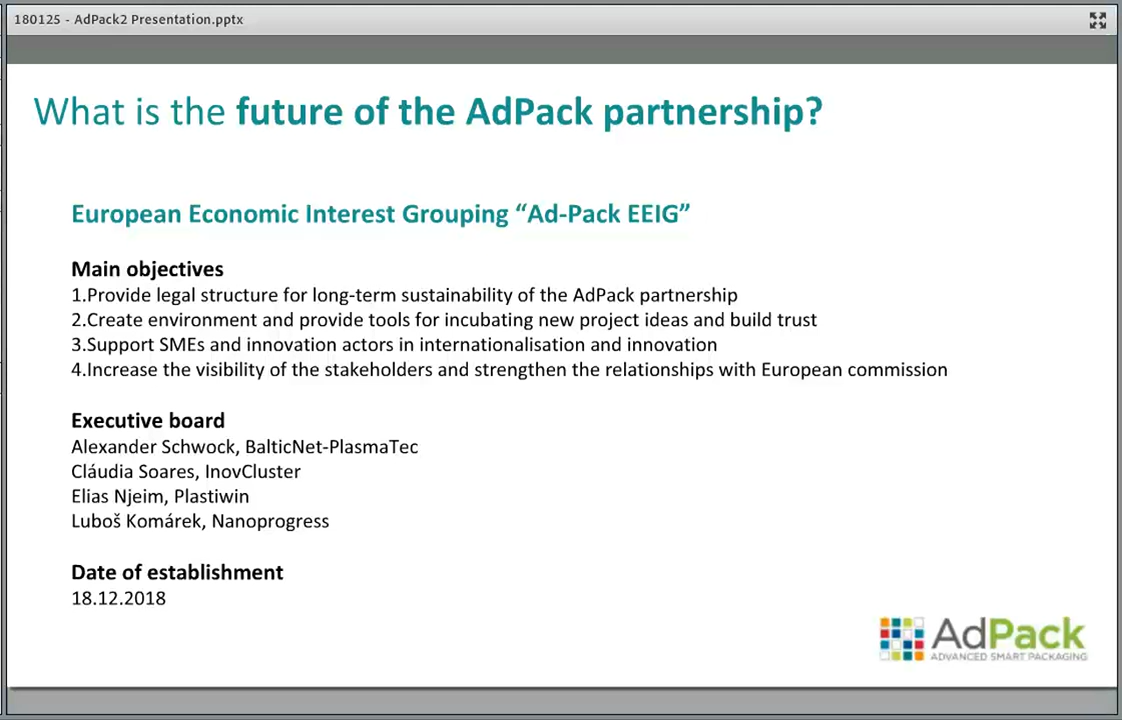 180125 - AdPack2 Presentation.pptx
What is the future of the AdPack partnership?
European Economic Interest Grouping “Ad-Pack EEIG”
Main objectives
1.Provide legal structure for long-term sustainability of the AdPack partnership
2.Create environment and provide tools for incubating new project ideas and build trust
3.Support SMEs and innovation actors in internationalisation and innovation
4.Increase the visibility of the stakeholders and strengthen the relationships with European commission
Executive board
Alexander Schwock, BalticNet-PlasmaTec
Cláudia Soares, InovCluster
Elias Njeim, Plastiwin
Luboš Komárek, Nanoprogress
Date of establishment
18.12.2018
AdPack
ADVANCED SMART PACKAGING